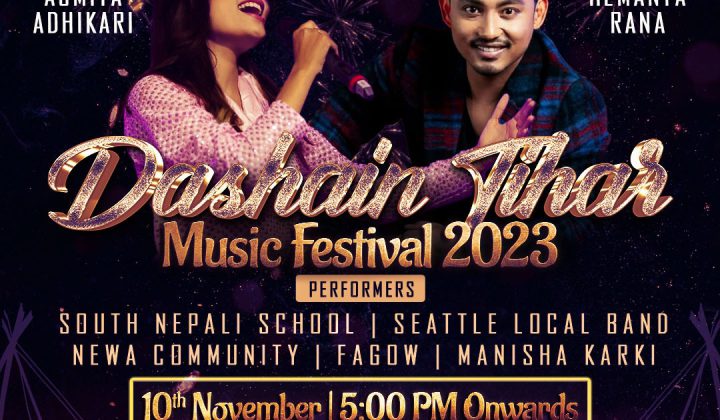 ADHIKARI
RANA
Dashain Tihar
Music Festival 2023
PERFORMERS
SOUTH NEPALI SCHOOL | SEATTLE LOCAL BAND
NEWA COMMUNITY | FAGOW | MANISHA KARKI
10th November | 5:00 PM Onwards